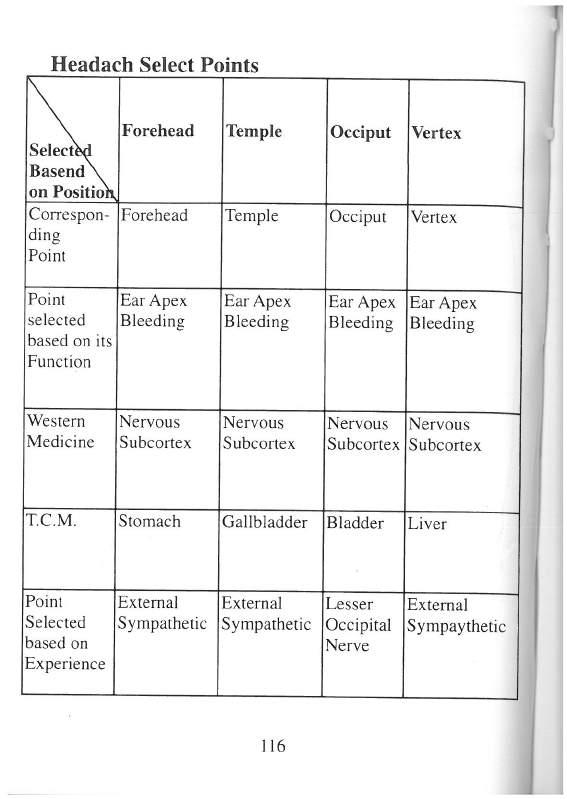 Headach Select Points
Forehead Temple Occiput Vertex
Selected
Basend
on Position
Correspon- Forehead Temple Occiput Vertex
ding
Point
Point Ear Apex Ear Apex Ear Apex Ear Apex
selected Bleeding Bleeding Bleeding Bleeding
based on its
Function
Western Nervous Nervous Nervous Nervous
Medicine Subcortex Subcortex Subcortex Subcortex
T.C.M. Stomach Gallbladder Bladder Liver
Point External External Lesser External
Selected Sympathetic Sympathetic Occipital Sympaythetic
based on Nerve
Experience
116